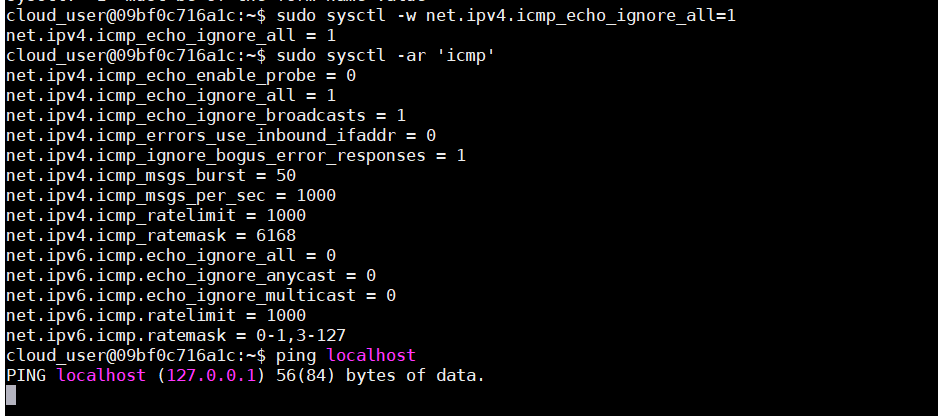 cloud_user@09bf0c716a1c:~$ sudo sysctl -w net.ipv4.icmp_echo_ignore_all=1
net.ipv4.icmp_echo_ignore_all = 1
cloud_user@09bf0c716a1c:~$ sudo sysctl -ar 'icmp'
net.ipv4.icmp_echo_enable_probe = 0
net.ipv4.icmp_echo_ignore_all = 1
net.ipv4.icmp_echo_ignore_broadcasts = 1
net.ipv4.icmp_errors_use_inbound_ifaddr = 0
net.ipv4.icmp_ignore_bogus_error_responses = 1
net.ipv4.icmp_msgs_burst = 50
net.ipv4.icmp_msgs_per_sec = 1000
net.ipv4.icmp_ratelimit = 1000
net.ipv4.icmp_ratemask = 6168
net.ipv6.icmp.echo_ignore_all = 0
net.ipv6.icmp.echo_ignore_anycast = 0
net.ipv6.icmp.echo_ignore_multicast = 0
net.ipv6.icmp.ratelimit = 1000
net.ipv6.icmp.ratemask = 0-1,3-127
cloud_user@09bf0c716a1c:~$ ping localhost
PING localhost (127.0.0.1) 56(84) bytes of data.